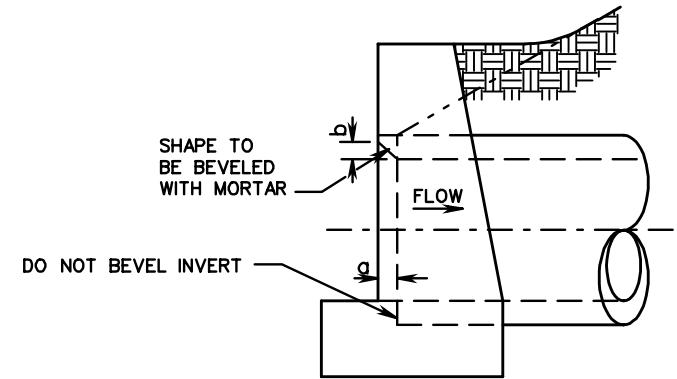 b
SHAPE TO
BE BEVELED
WITH MORTAR
FLOW
DO NOT BEVEL INVERT
a